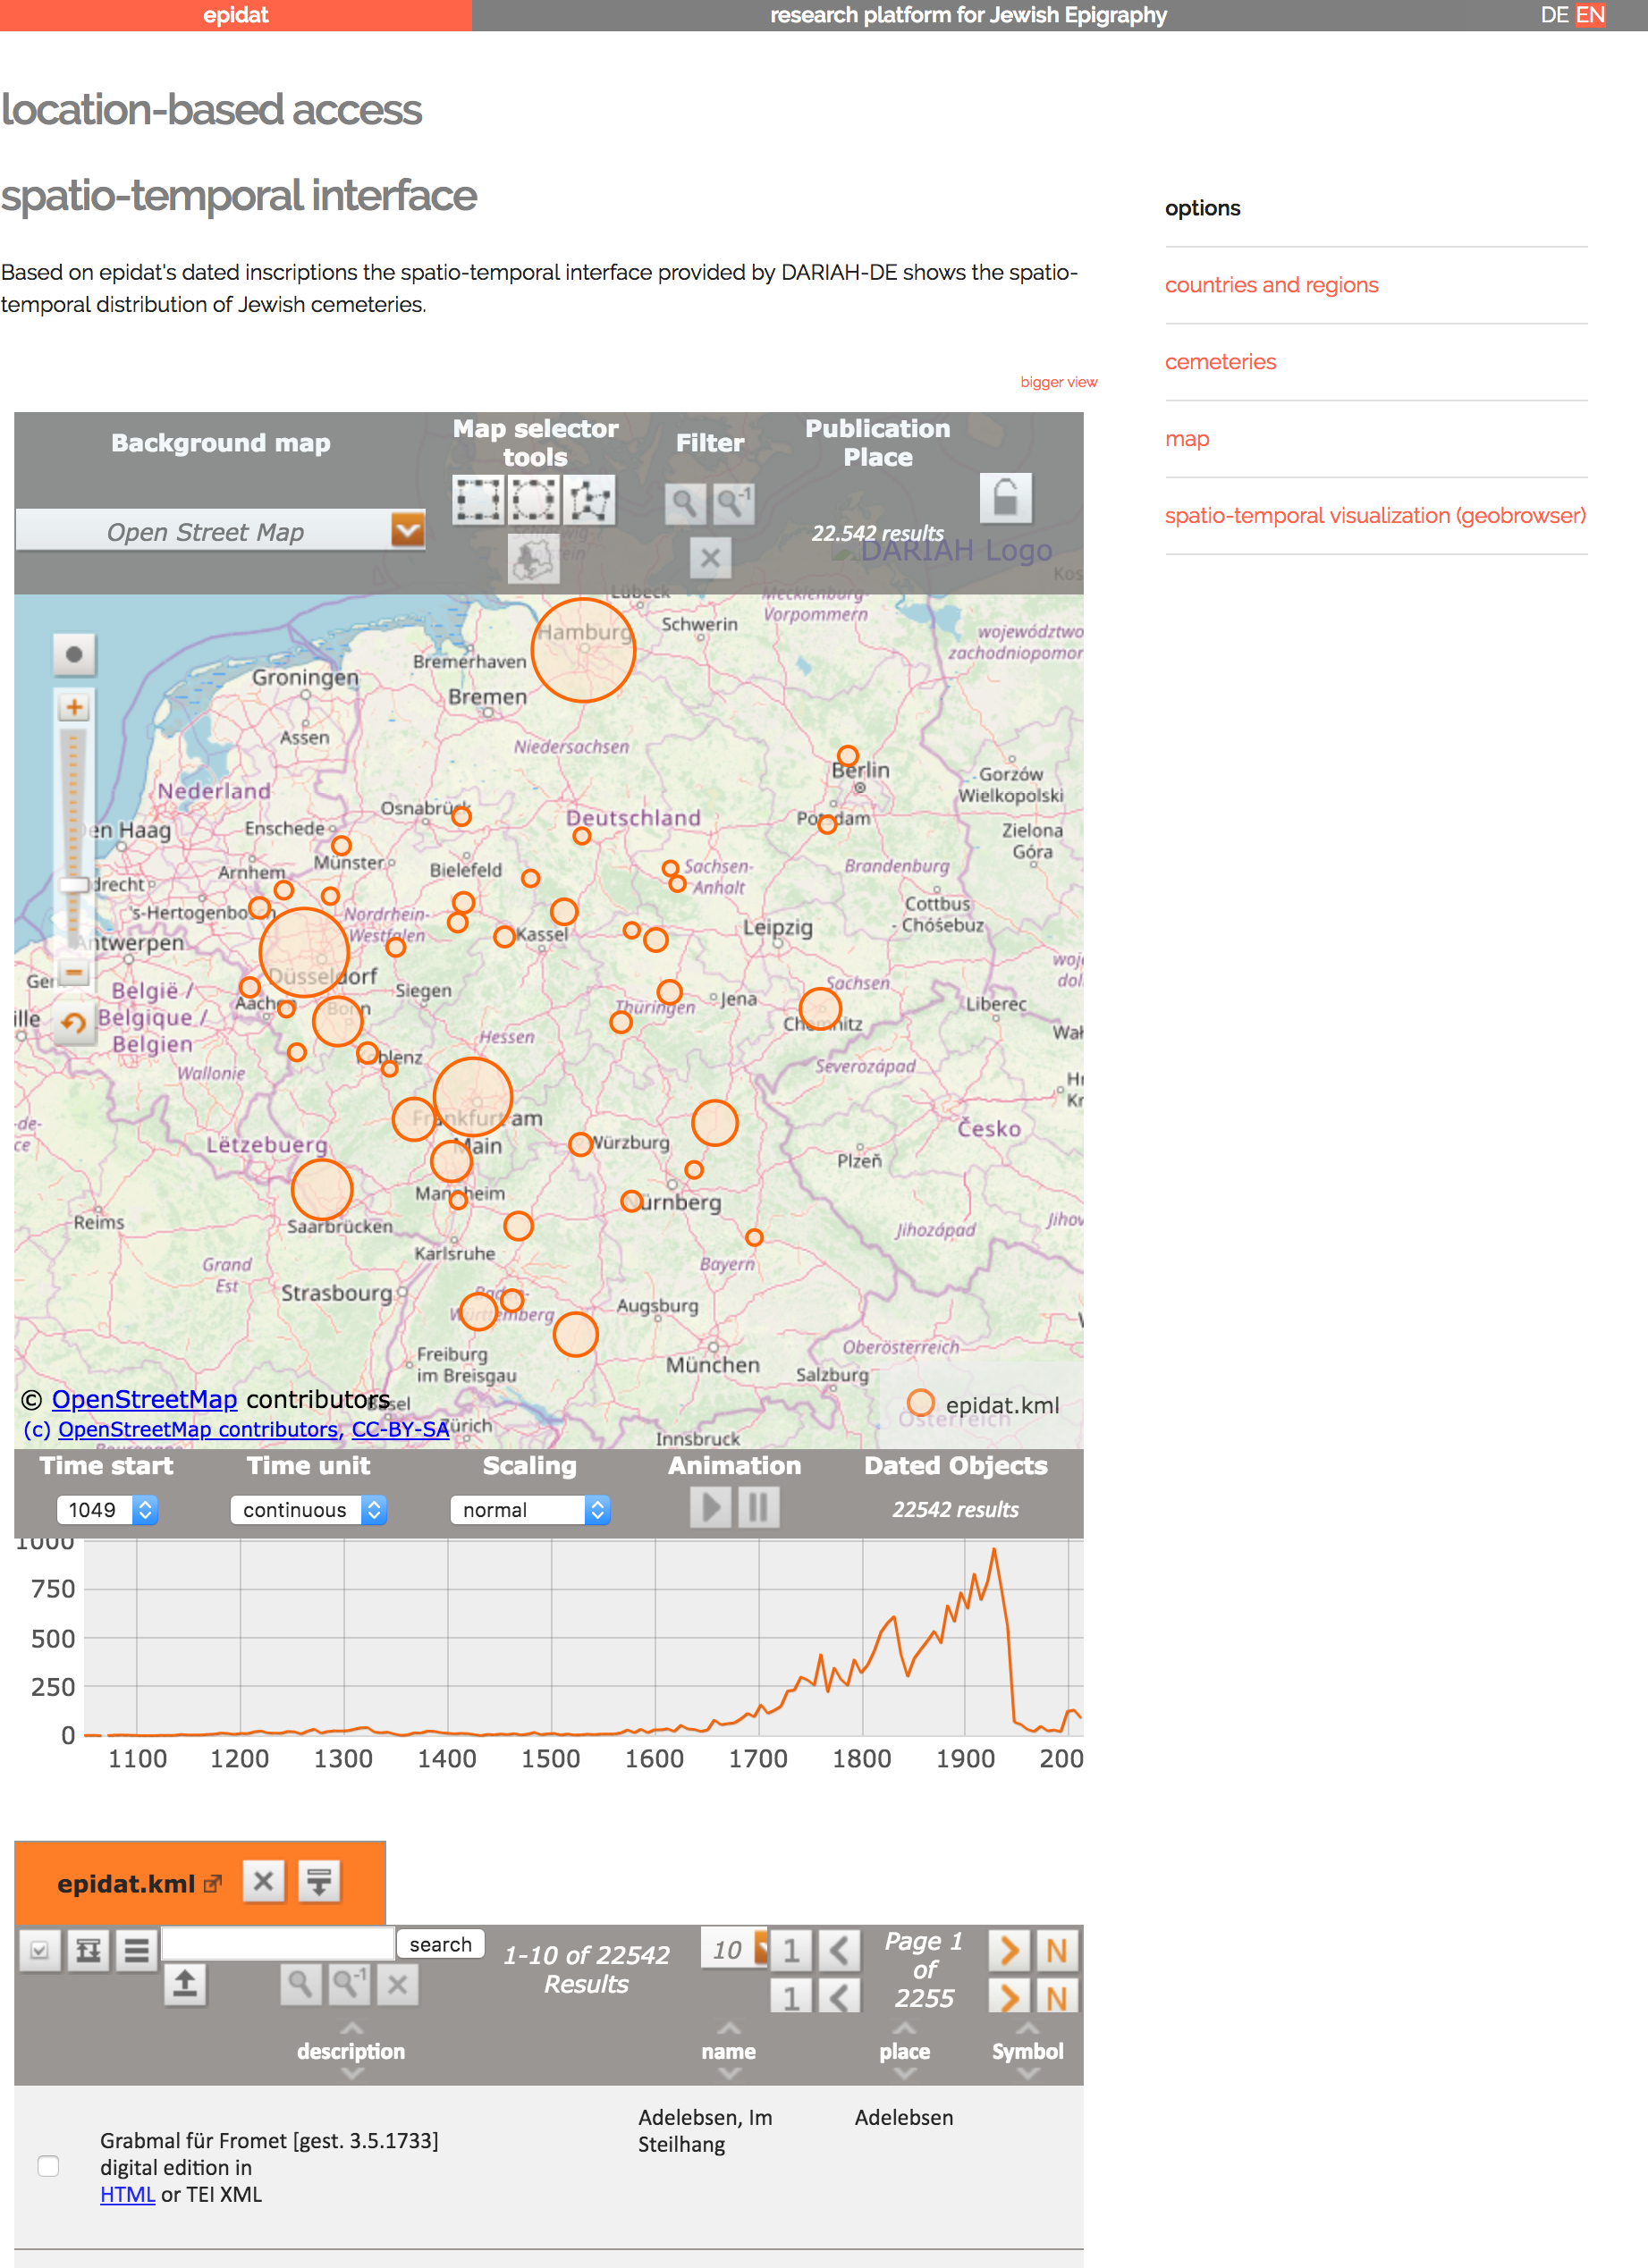 epidat
research platform for Jewish Epigraphy
DE EN
location-based access
spatio-temporal interface
Based on epidat's dated inscriptions the spatio-temporal interface provided by DARIAH-DE shows the spatio-
temporal distribution of Jewish cemeteries.
options
countries and regions
cemeteries
map
spatio-temporal visualization (geobrowser)
bigger view
Background map
Map selector
tools
Filter
Publication
Place
Open Street Map
22.542 results
DARIAH Logo
Lübeck
Mecklenburg-
Vorpommern
Hamburg
Schwerin
województwo
zachodniopomor
Bremerhaven
Groningen
Bremen
Assen
Niedersachsen
Berlin
Gorzów
Wielkopolski
Nederland
Osnabrück
Deutschland
Potsdam
en Haag
Enschede
Zielona
Góra
Münster
Arnhem
Bielefeld
Sachsen-
Anhalt
Brandenburg
drecht
's-Hertogenbosch
Nordrhein-
Westfalen
Cottbus
- Chóśebuz
Antwerpen
Kassel
Leipzig
Düsseldorf
België /
Belgique /
Belgien
Aachen
Siegen
Bonn
Thüringen
Jena
Sachsen
Chemnitz
Liberec
ille
Hessen
Koblenz
Wallonie
Severozápad
Frankfurt am
Main
Lëtzebuerg
Würzburg
Česko
Plzeň
Mannheim
Nürnberg
Reims
Saarbrücken
Jihozápad
Karlsruhe
Grand
Est
Bayern
Strasbourg
Baden-
Württemberg
Augsburg
Freiburg
im Breisgau
München
Oberösterreich
Salzburg
© OpenStreetMap contributors
Basel
epidat.kml
Österreich
(c) OpenStreetMap contributors, CC-BY-SA
Zürich
Innsbruck
Time start
Time unit
Scaling
Animation
Dated Objects
1049
continuous
normal
22542 results
1000
750
500
250
0
1100 1200 1300 1400 1500 1600 1700 1800 1900 200
epidat.kml
search
1-10 of 22542
Results
10
1
Page 1
of
2255
N
1
N
description
name
place
Symbol
Grabmal für Fromet [gest. 3.5.1733]
digital edition in
HTML or TEI XML
Adelebsen, Im
Steilhang
Adelebsen